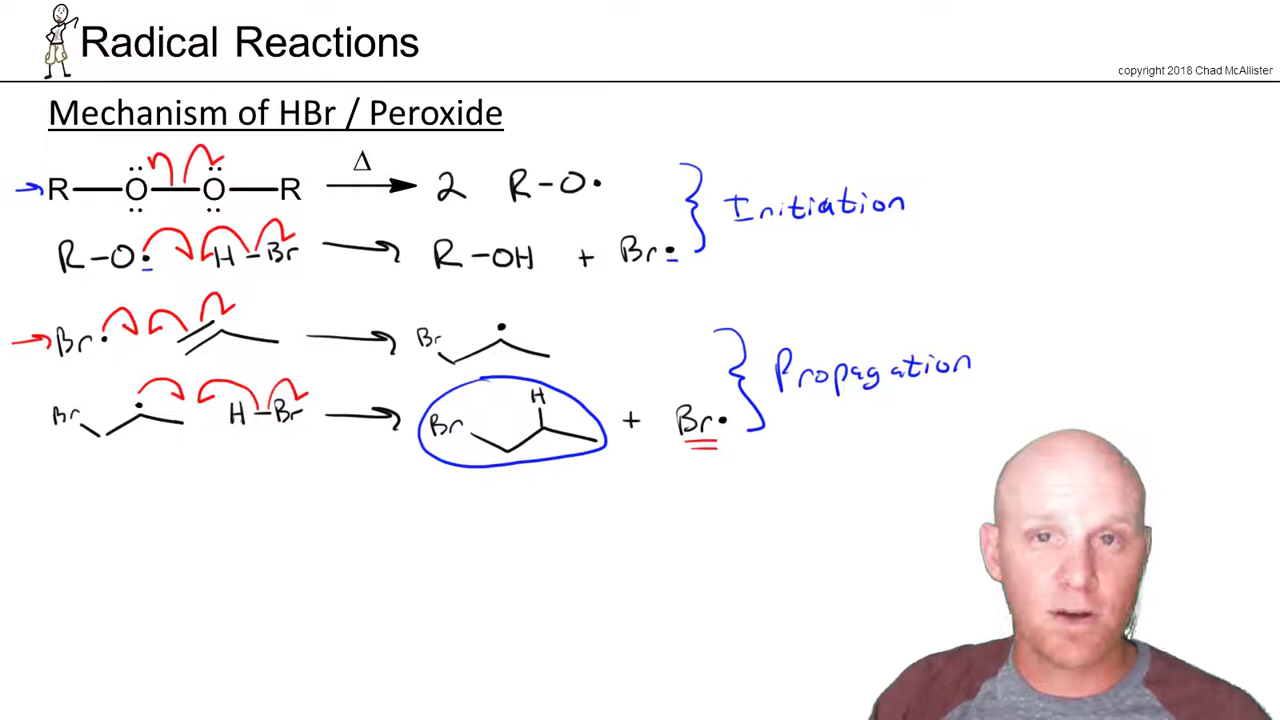 Radical Reactions
copyright 2018 Chad McAllister
Mechanism of HBr / Peroxide
R—O—O—R Δ 2 R-O•
Initiation
R-O• H-Br R-OH + Br•
Br• Br •
Propagation
Br • H-Br Br H + Br•